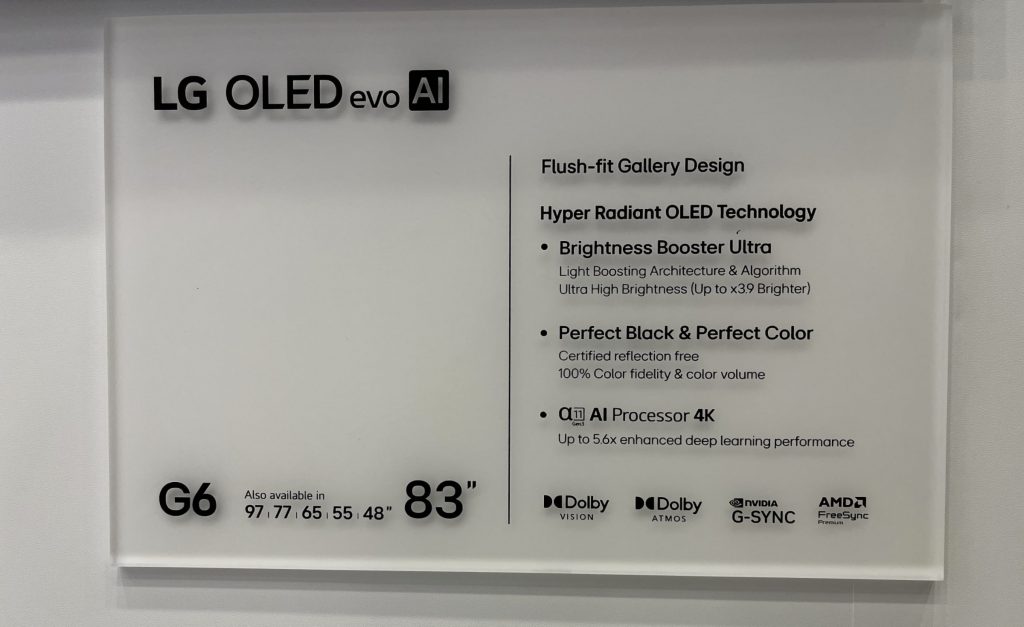 LG OLED evo AI
Flush-fit Gallery Design
Hyper Radiant OLED Technology
• Brightness Booster Ultra
Light Boosting Architecture & Algorithm
Ultra High Brightness (Up to x3.9 Brighter)
• Perfect Black & Perfect Color
Certified reflection free
100% Color fidelity & color volume
• α11 AI Processor 4K
Gen3
Up to 5.6x enhanced deep learning performance
G6
Also available in
97 | 77 | 65 | 55 | 48"
83"
Dolby
VISION
Dolby
ATMOS
NVIDIA
G-SYNC
AMD
FreeSync
Premium